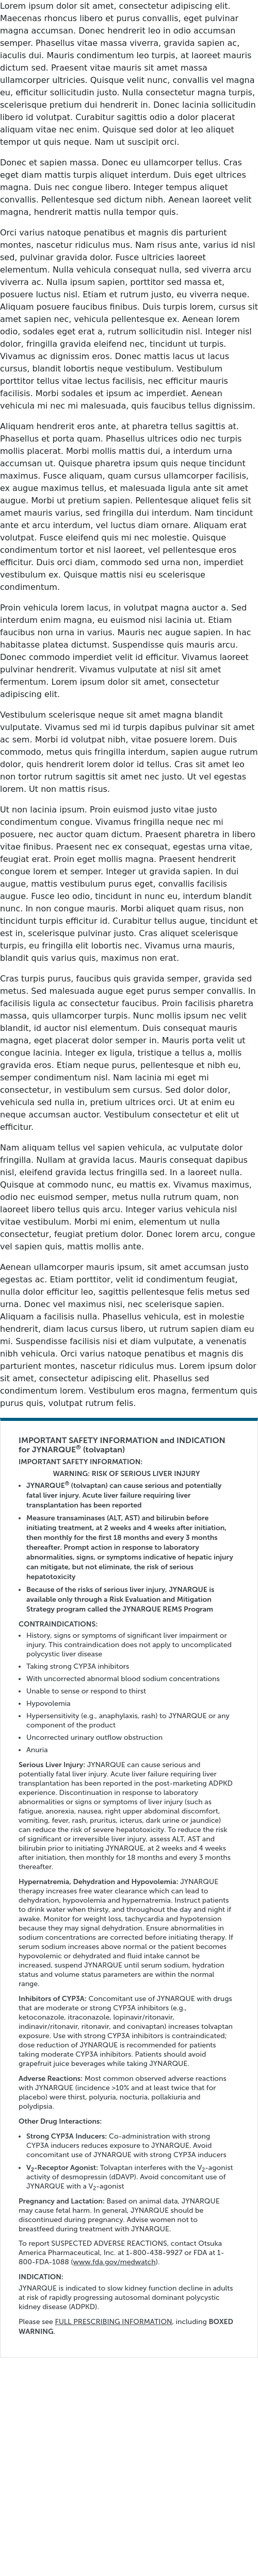 Lorem ipsum dolor sit amet, consectetur adipiscing elit.
Maecenas rhoncus libero et purus convallis, eget pulvinar
magna accumsan. Donec hendrerit leo in odio accumsan
semper. Phasellus vitae massa viverra, gravida sapien ac,
iaculis dui. Mauris condimentum leo turpis, at laoreet mauris
dictum sed. Praesent vitae mauris sit amet massa
ullamcorper ultricies. Quisque velit nunc, convallis vel magna
eu, efficitur sollicitudin justo. Nulla consectetur magna turpis,
scelerisque pretium dui hendrerit in. Donec lacinia sollicitudin
libero id volutpat. Curabitur sagittis odio a dolor placerat
aliquam vitae nec enim. Quisque sed dolor at leo aliquet
tempor ut quis neque. Nam ut suscipit orci.
Donec et sapien massa. Donec eu ullamcorper tellus. Cras
eget diam mattis turpis aliquet interdum. Duis eget ultrices
magna. Duis nec congue libero. Integer tempus aliquet
convallis. Pellentesque sed dictum nibh. Aenean laoreet velit
magna, hendrerit mattis nulla tempor quis.
Orci varius natoque penatibus et magnis dis parturient
montes, nascetur ridiculus mus. Nam risus ante, varius id nisl
sed, pulvinar gravida dolor. Fusce ultricies laoreet
elementum. Nulla vehicula consequat nulla, sed viverra arcu
viverra ac. Nulla ipsum sapien, porttitor sed massa et,
posuere luctus nisl. Etiam et rutrum justo, eu viverra neque.
Aliquam posuere faucibus finibus. Duis turpis lorem, cursus sit
amet sapien nec, vehicula pellentesque ex. Aenean lorem
odio, sodales eget erat a, rutrum sollicitudin nisl. Integer nisl
dolor, fringilla gravida eleifend nec, tincidunt ut turpis.
Vivamus ac dignissim eros. Donec mattis lacus ut lacus
cursus, blandit lobortis neque vestibulum. Vestibulum
porttitor tellus vitae lectus facilisis, nec efficitur mauris
facilisis. Morbi sodales et ipsum ac imperdiet. Aenean
vehicula mi nec mi malesuada, quis faucibus tellus dignissim.
Aliquam hendrerit eros ante, at pharetra tellus sagittis at.
Phasellus et porta quam. Phasellus ultrices odio nec turpis
mollis placerat. Morbi mollis mattis dui, a interdum urna
accumsan ut. Quisque pharetra ipsum quis neque tincidunt
maximus. Fusce aliquam, quam cursus ullamcorper facilisis,
ex augue maximus tellus, et malesuada ligula ante sit amet
augue. Morbi ut pretium sapien. Pellentesque aliquet felis sit
amet mauris varius, sed fringilla dui interdum. Nam tincidunt
ante et arcu interdum, vel luctus diam ornare. Aliquam erat
volutpat. Fusce eleifend quis mi nec molestie. Quisque
condimentum tortor et nisl laoreet, vel pellentesque eros
efficitur. Duis orci diam, commodo sed urna non, imperdiet
vestibulum ex. Quisque mattis nisi eu scelerisque
condimentum.
Proin vehicula lorem lacus, in volutpat magna auctor a. Sed
interdum enim magna, eu euismod nisi lacinia ut. Etiam
faucibus non urna in varius. Mauris nec augue sapien. In hac
habitasse platea dictumst. Suspendisse quis mauris arcu.
Donec commodo imperdiet velit id efficitur. Vivamus laoreet
pulvinar hendrerit. Vivamus vulputate at nisl sit amet
fermentum. Lorem ipsum dolor sit amet, consectetur
adipiscing elit.
Vestibulum scelerisque neque sit amet magna blandit
vulputate. Vivamus sed mi id turpis dapibus pulvinar sit amet
ac sem. Morbi id volutpat nibh, vitae posuere lorem. Duis
commodo, metus quis fringilla interdum, sapien augue rutrum
dolor, quis hendrerit lorem dolor id tellus. Cras sit amet leo
non tortor rutrum sagittis sit amet nec justo. Ut vel egestas
lorem. Ut non mattis risus.
Ut non lacinia ipsum. Proin euismod justo vitae justo
condimentum congue. Vivamus fringilla neque nec mi
posuere, nec auctor quam dictum. Praesent pharetra in libero
vitae finibus. Praesent nec ex consequat, egestas urna vitae,
feugiat erat. Proin eget mollis magna. Praesent hendrerit
congue lorem et semper. Integer ut gravida sapien. In dui
augue, mattis vestibulum purus eget, convallis facilisis
augue. Fusce leo odio, tincidunt in nunc eu, interdum blandit
nunc. In non congue mauris. Morbi aliquet quam risus, non
tincidunt turpis efficitur id. Curabitur tellus augue, tincidunt et
est in, scelerisque pulvinar justo. Cras aliquet scelerisque
turpis, eu fringilla elit lobortis nec. Vivamus urna mauris,
blandit quis varius quis, maximus non erat.
Cras turpis purus, faucibus quis gravida semper, gravida sed
metus. Sed malesuada augue eget purus semper convallis. In
facilisis ligula ac consectetur faucibus. Proin facilisis pharetra
massa, quis ullamcorper turpis. Nunc mollis ipsum nec velit
blandit, id auctor nisl elementum. Duis consequat mauris
magna, eget placerat dolor semper in. Mauris porta velit ut
congue lacinia. Integer ex ligula, tristique a tellus a, mollis
gravida eros. Etiam neque purus, pellentesque et nibh eu,
semper condimentum nisl. Nam lacinia mi eget mi
consectetur, in vestibulum sem cursus. Sed dolor dolor,
vehicula sed nulla in, pretium ultrices orci. Ut at enim eu
neque accumsan auctor. Vestibulum consectetur et elit ut
efficitur.
Nam aliquam tellus vel sapien vehicula, ac vulputate dolor
fringilla. Nullam at gravida lacus. Mauris consequat dapibus
nisl, eleifend gravida lectus fringilla sed. In a laoreet nulla.
Quisque at commodo nunc, eu mattis ex. Vivamus maximus,
odio nec euismod semper, metus nulla rutrum quam, non
laoreet libero tellus quis arcu. Integer varius vehicula nisl
vitae vestibulum. Morbi mi enim, elementum ut nulla
consectetur, feugiat pretium dolor. Donec lorem arcu, congue
vel sapien quis, mattis mollis ante.
Aenean ullamcorper mauris ipsum, sit amet accumsan justo
egestas ac. Etiam porttitor, velit id condimentum feugiat,
nulla dolor efficitur leo, sagittis pellentesque felis metus sed
urna. Donec vel maximus nisi, nec scelerisque sapien.
Aliquam a facilisis nulla. Phasellus vehicula, est in molestie
hendrerit, diam lacus cursus libero, ut rutrum sapien diam eu
mi. Suspendisse facilisis nisi et diam vulputate, a venenatis
nibh vehicula. Orci varius natoque penatibus et magnis dis
parturient montes, nascetur ridiculus mus. Lorem ipsum dolor
sit amet, consectetur adipiscing elit. Phasellus sed
condimentum lorem. Vestibulum eros magna, fermentum quis
purus quis, volutpat rutrum felis.
IMPORTANT SAFETY INFORMATION and INDICATION
for JYNARQUE® (tolvaptan)
IMPORTANT SAFETY INFORMATION:
WARNING: RISK OF SERIOUS LIVER INJURY
• JYNARQUE® (tolvaptan) can cause serious and potentially
fatal liver injury. Acute liver failure requiring liver
transplantation has been reported
• Measure transaminases (ALT, AST) and bilirubin before
initiating treatment, at 2 weeks and 4 weeks after initiation,
then monthly for the first 18 months and every 3 months
thereafter. Prompt action in response to laboratory
abnormalities, signs, or symptoms indicative of hepatic injury
can mitigate, but not eliminate, the risk of serious
hepatotoxicity
• Because of the risks of serious liver injury, JYNARQUE is
available only through a Risk Evaluation and Mitigation
Strategy program called the JYNARQUE REMS Program
CONTRAINDICATIONS:
• History, signs or symptoms of significant liver impairment or
injury. This contraindication does not apply to uncomplicated
polycystic liver disease
• Taking strong CYP3A inhibitors
• With uncorrected abnormal blood sodium concentrations
• Unable to sense or respond to thirst
• Hypovolemia
• Hypersensitivity (e.g., anaphylaxis, rash) to JYNARQUE or any
component of the product
• Uncorrected urinary outflow obstruction
• Anuria
Serious Liver Injury: JYNARQUE can cause serious and
potentially fatal liver injury. Acute liver failure requiring liver
transplantation has been reported in the post-marketing ADPKD
experience. Discontinuation in response to laboratory
abnormalities or signs or symptoms of liver injury (such as
fatigue, anorexia, nausea, right upper abdominal discomfort,
vomiting, fever, rash, pruritus, icterus, dark urine or jaundice)
can reduce the risk of severe hepatotoxicity. To reduce the risk
of significant or irreversible liver injury, assess ALT, AST and
bilirubin prior to initiating JYNARQUE, at 2 weeks and 4 weeks
after initiation, then monthly for 18 months and every 3 months
thereafter.
Hypernatremia, Dehydration and Hypovolemia: JYNARQUE
therapy increases free water clearance which can lead to
dehydration, hypovolemia and hypernatremia. Instruct patients
to drink water when thirsty, and throughout the day and night if
awake. Monitor for weight loss, tachycardia and hypotension
because they may signal dehydration. Ensure abnormalities in
sodium concentrations are corrected before initiating therapy. If
serum sodium increases above normal or the patient becomes
hypovolemic or dehydrated and fluid intake cannot be
increased, suspend JYNARQUE until serum sodium, hydration
status and volume status parameters are within the normal
range.
Inhibitors of CYP3A: Concomitant use of JYNARQUE with drugs
that are moderate or strong CYP3A inhibitors (e.g.,
ketoconazole, itraconazole, lopinavir/ritonavir,
indinavir/ritonavir, ritonavir, and conivaptan) increases tolvaptan
exposure. Use with strong CYP3A inhibitors is contraindicated;
dose reduction of JYNARQUE is recommended for patients
taking moderate CYP3A inhibitors. Patients should avoid
grapefruit juice beverages while taking JYNARQUE.
Adverse Reactions: Most common observed adverse reactions
with JYNARQUE (incidence >10% and at least twice that for
placebo) were thirst, polyuria, nocturia, pollakiuria and
polydipsia.
Other Drug Interactions:
• Strong CYP3A Inducers: Co-administration with strong
CYP3A inducers reduces exposure to JYNARQUE. Avoid
concomitant use of JYNARQUE with strong CYP3A inducers
• V2-Receptor Agonist: Tolvaptan interferes with the V2-agonist
activity of desmopressin (dDAVP). Avoid concomitant use of
JYNARQUE with a V2-agonist
Pregnancy and Lactation: Based on animal data, JYNARQUE
may cause fetal harm. In general, JYNARQUE should be
discontinued during pregnancy. Advise women not to
breastfeed during treatment with JYNARQUE.
To report SUSPECTED ADVERSE REACTIONS, contact Otsuka
America Pharmaceutical, Inc. at 1-800-438-9927 or FDA at 1-
800-FDA-1088 (www.fda.gov/medwatch).
INDICATION:
JYNARQUE is indicated to slow kidney function decline in adults
at risk of rapidly progressing autosomal dominant polycystic
kidney disease (ADPKD).
Please see FULL PRESCRIBING INFORMATION, including BOXED
WARNING.